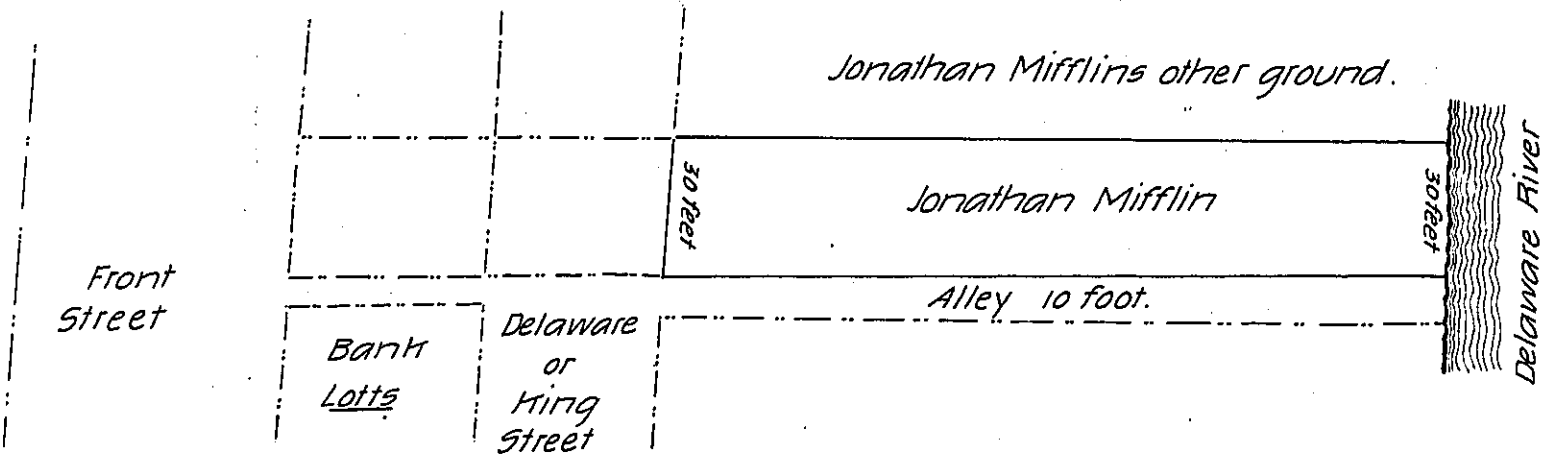 Jonathan Mifflins other ground.
30 feet
Jonathan Mifflin
30 feet
Delaware River
Front
Street
Alley 10 foot.
Bank
Lotts
Delaware
or
King
Street